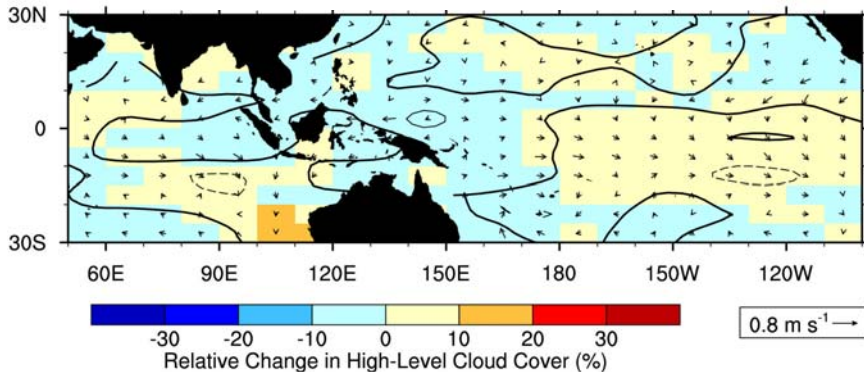 30N
0
30S
60E 90E 120E 150E 180 150W 120W
-30 -20 -10 0 10 20 30
0.8 m s⁻¹
Relative Change in High-Level Cloud Cover (%)